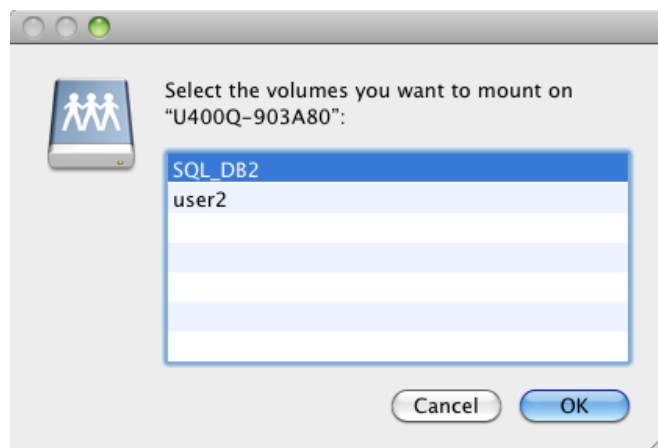 Select the volumes you want to mount on
“U400Q-903A80”:
SQL_DB2
user2
Cancel
OK